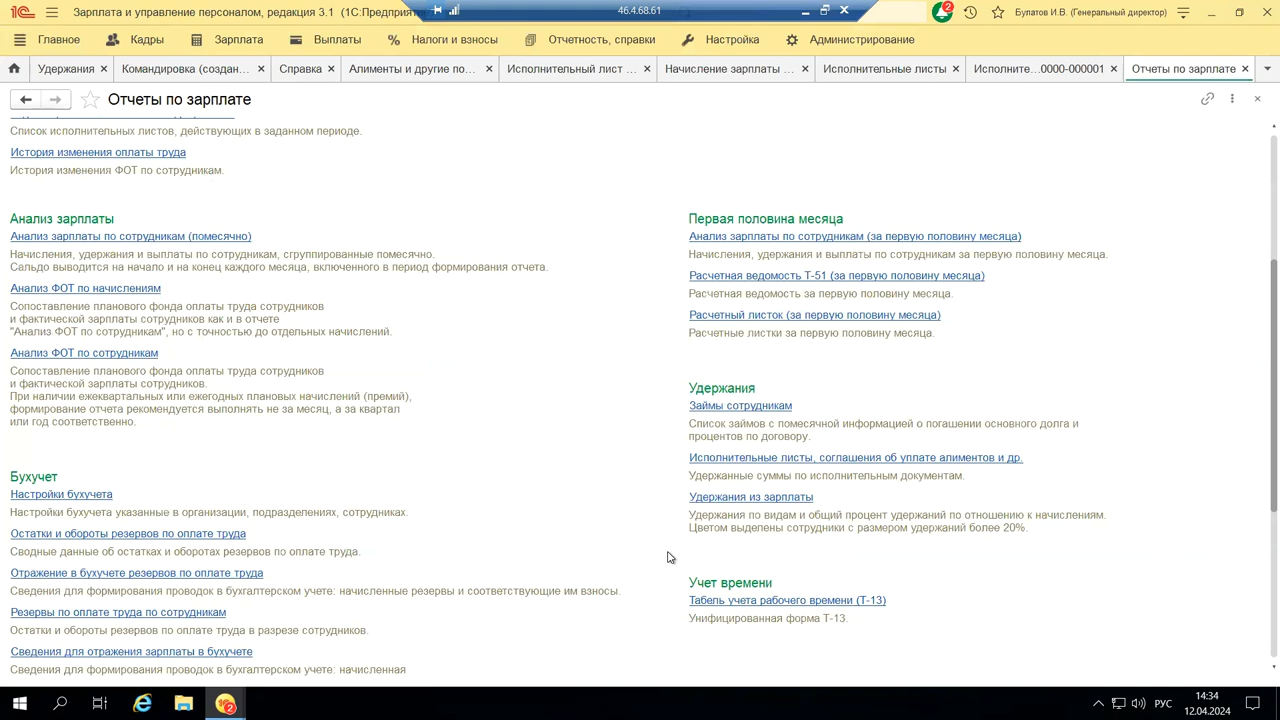 Зарплата и управление персоналом, редакция 3.1 (1С:Предприят
46.4.68.61
2
Булатов И.В. (Генеральный директор)
Главное
Кадры
Зарплата
Выплаты
Налоги и взносы
Отчетность, справки
Настройка
Администрирование
Удержания
Командировка (создан...
Справка
Алименты и другие по...
Исполнительный лист ...
Начисление зарплаты ...
Исполнительные листы
Исполните...0000-000001
Отчеты по зарплате
Отчеты по зарплате
Список исполнительных листов, действующих в заданном периоде.
История изменения оплаты труда
История изменения ФОТ по сотрудникам.
Анализ зарплаты
Анализ зарплаты по сотрудникам (помесячно)
Начисления, удержания и выплаты по сотрудникам, сгруппированные помесячно.
Сальдо выводится на начало и на конец каждого месяца, включенного в период формирования отчета.
Анализ ФОТ по начислениям
Сопоставление планового фонда оплаты труда сотрудников
и фактической зарплаты сотрудников как и в отчете
"Анализ ФОТ по сотрудникам", но с точностью до отдельных начислений.
Анализ ФОТ по сотрудникам
Сопоставление планового фонда оплаты труда сотрудников
и фактической зарплаты сотрудников.
При наличии ежеквартальных или ежегодных плановых начислений (премий),
формирование отчета рекомендуется выполнять не за месяц, а за квартал
или год соответственно.
Бухучет
Настройки бухучета
Настройки бухучета указанные в организации, подразделениях, сотрудниках.
Остатки и обороты резервов по оплате труда
Сводные данные об остатках и оборотах резервов по оплате труда.
Отражение в бухучете резервов по оплате труда
Сведения для формирования проводок в бухгалтерском учете: начисленные резервы и соответствующие им взносы.
Резервы по оплате труда по сотрудникам
Остатки и обороты резервов по оплате труда в разрезе сотрудников.
Сведения для отражения зарплаты в бухучете
Сведения для формирования проводок в бухгалтерском учете: начисленная
Первая половина месяца
Анализ зарплаты по сотрудникам (за первую половину месяца)
Начисления, удержания и выплаты по сотрудникам за первую половину месяца.
Расчетная ведомость Т-51 (за первую половину месяца)
Расчетная ведомость за первую половину месяца.
Расчетный листок (за первую половину месяца)
Расчетные листки за первую половину месяца.
Удержания
Займы сотрудникам
Список займов с помесячной информацией о погашении основного долга и
процентов по договору.
Исполнительные листы, соглашения об уплате алиментов и др.
Удержанные суммы по исполнительным документам.
Удержания из зарплаты
Удержания по видам и общий процент удержаний по отношению к начислениям.
Цветом выделены сотрудники с размером удержаний более 20%.
Учет времени
Табель учета рабочего времени (Т-13)
Унифицированная форма Т-13.
2
РУС
14:34
12.04.2024